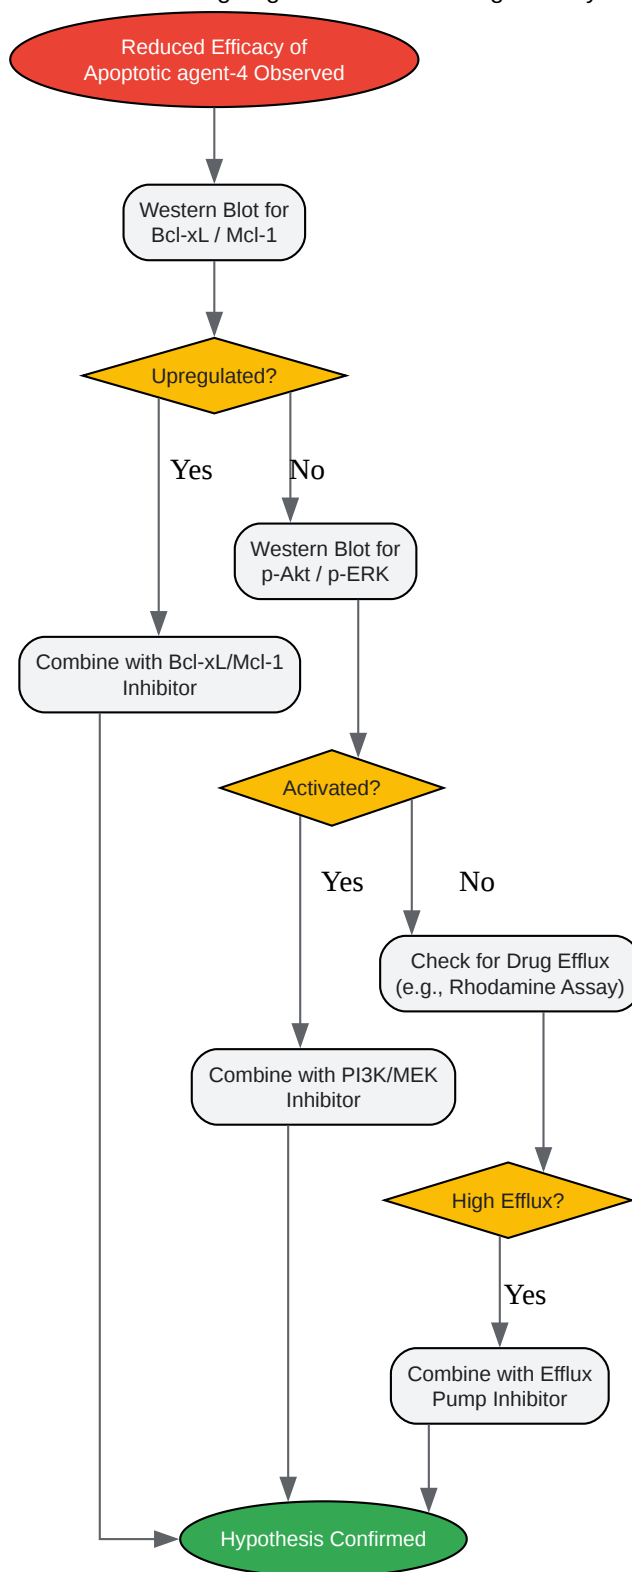 Reduced Efficacy of
Apoptotic agent-4 Observed
Western Blot for
Bcl-xL / Mcl-1
Upregulated?
Yes
No
Western Blot for
p-Akt / p-ERK
Combine with Bcl-xL/Mcl-1
Inhibitor
Activated?
Yes
No
Check for Drug Efflux
(e.g., Rhodamine Assay)
Combine with PI3K/MEK
Inhibitor
High Efflux?
Yes
Combine with Efflux
Pump Inhibitor
Hypothesis Confirmed